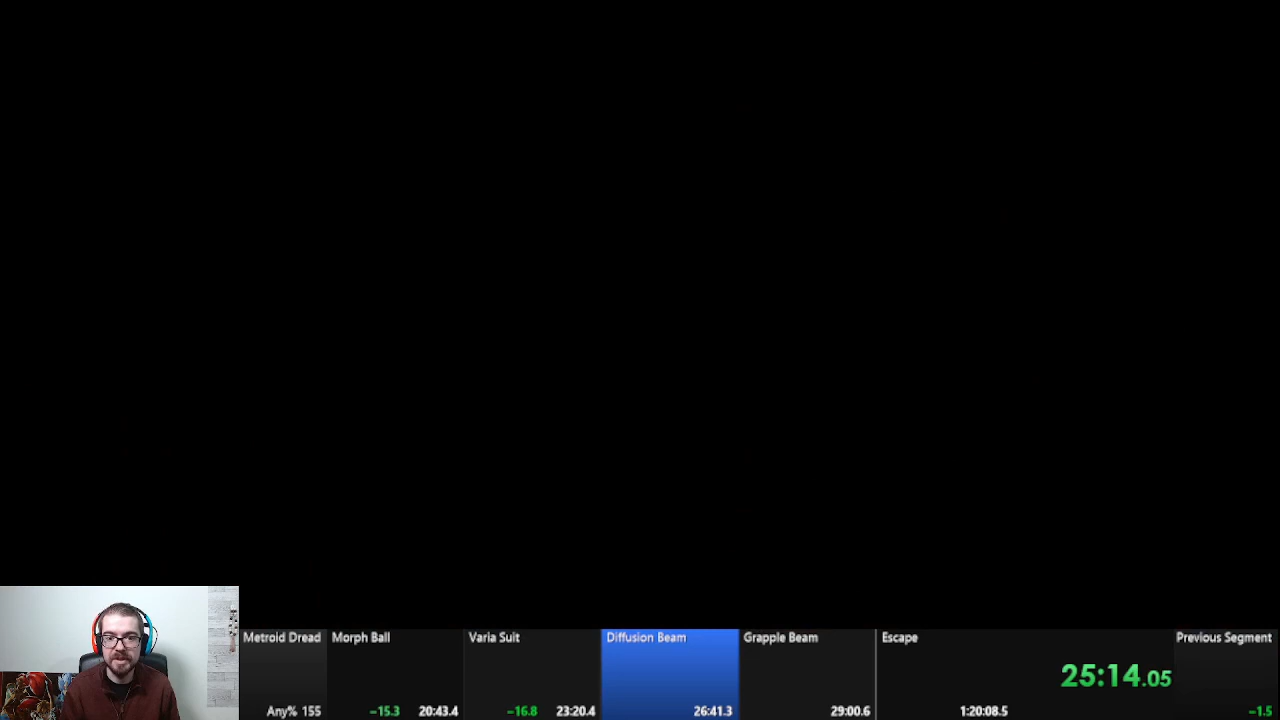 Metroid Dread
Any% 155
Morph Ball
-15.3 20:43.4
Varia Suit
-16.8 23:20.4
Diffusion Beam
26:41.3
Grapple Beam
29:00.6
Escape
1:20:08.5
25:14.05
Previous Segment
-1.5